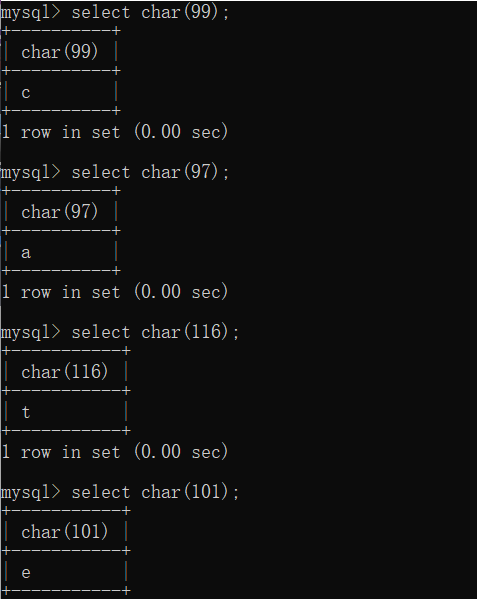 mysql> select char(99);
+----------+
| char(99) |
+----------+
| c        |
+----------+
1 row in set (0.00 sec)
mysql> select char(97);
+----------+
| char(97) |
+----------+
| a        |
+----------+
1 row in set (0.00 sec)
mysql> select char(116);
+-----------+
| char(116) |
+-----------+
| t         |
+-----------+
1 row in set (0.00 sec)
mysql> select char(101);
+-----------+
| char(101) |
+-----------+
| e         |
+-----------+